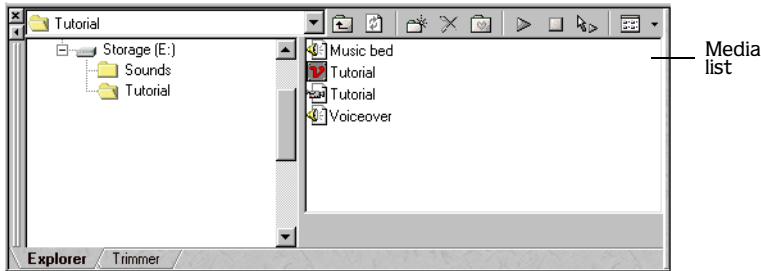 Tutorial
Storage (E:)
Sounds
Tutorial
Music bed
Tutorial
Tutorial
Voiceover
Media
list
Explorer
Trimmer